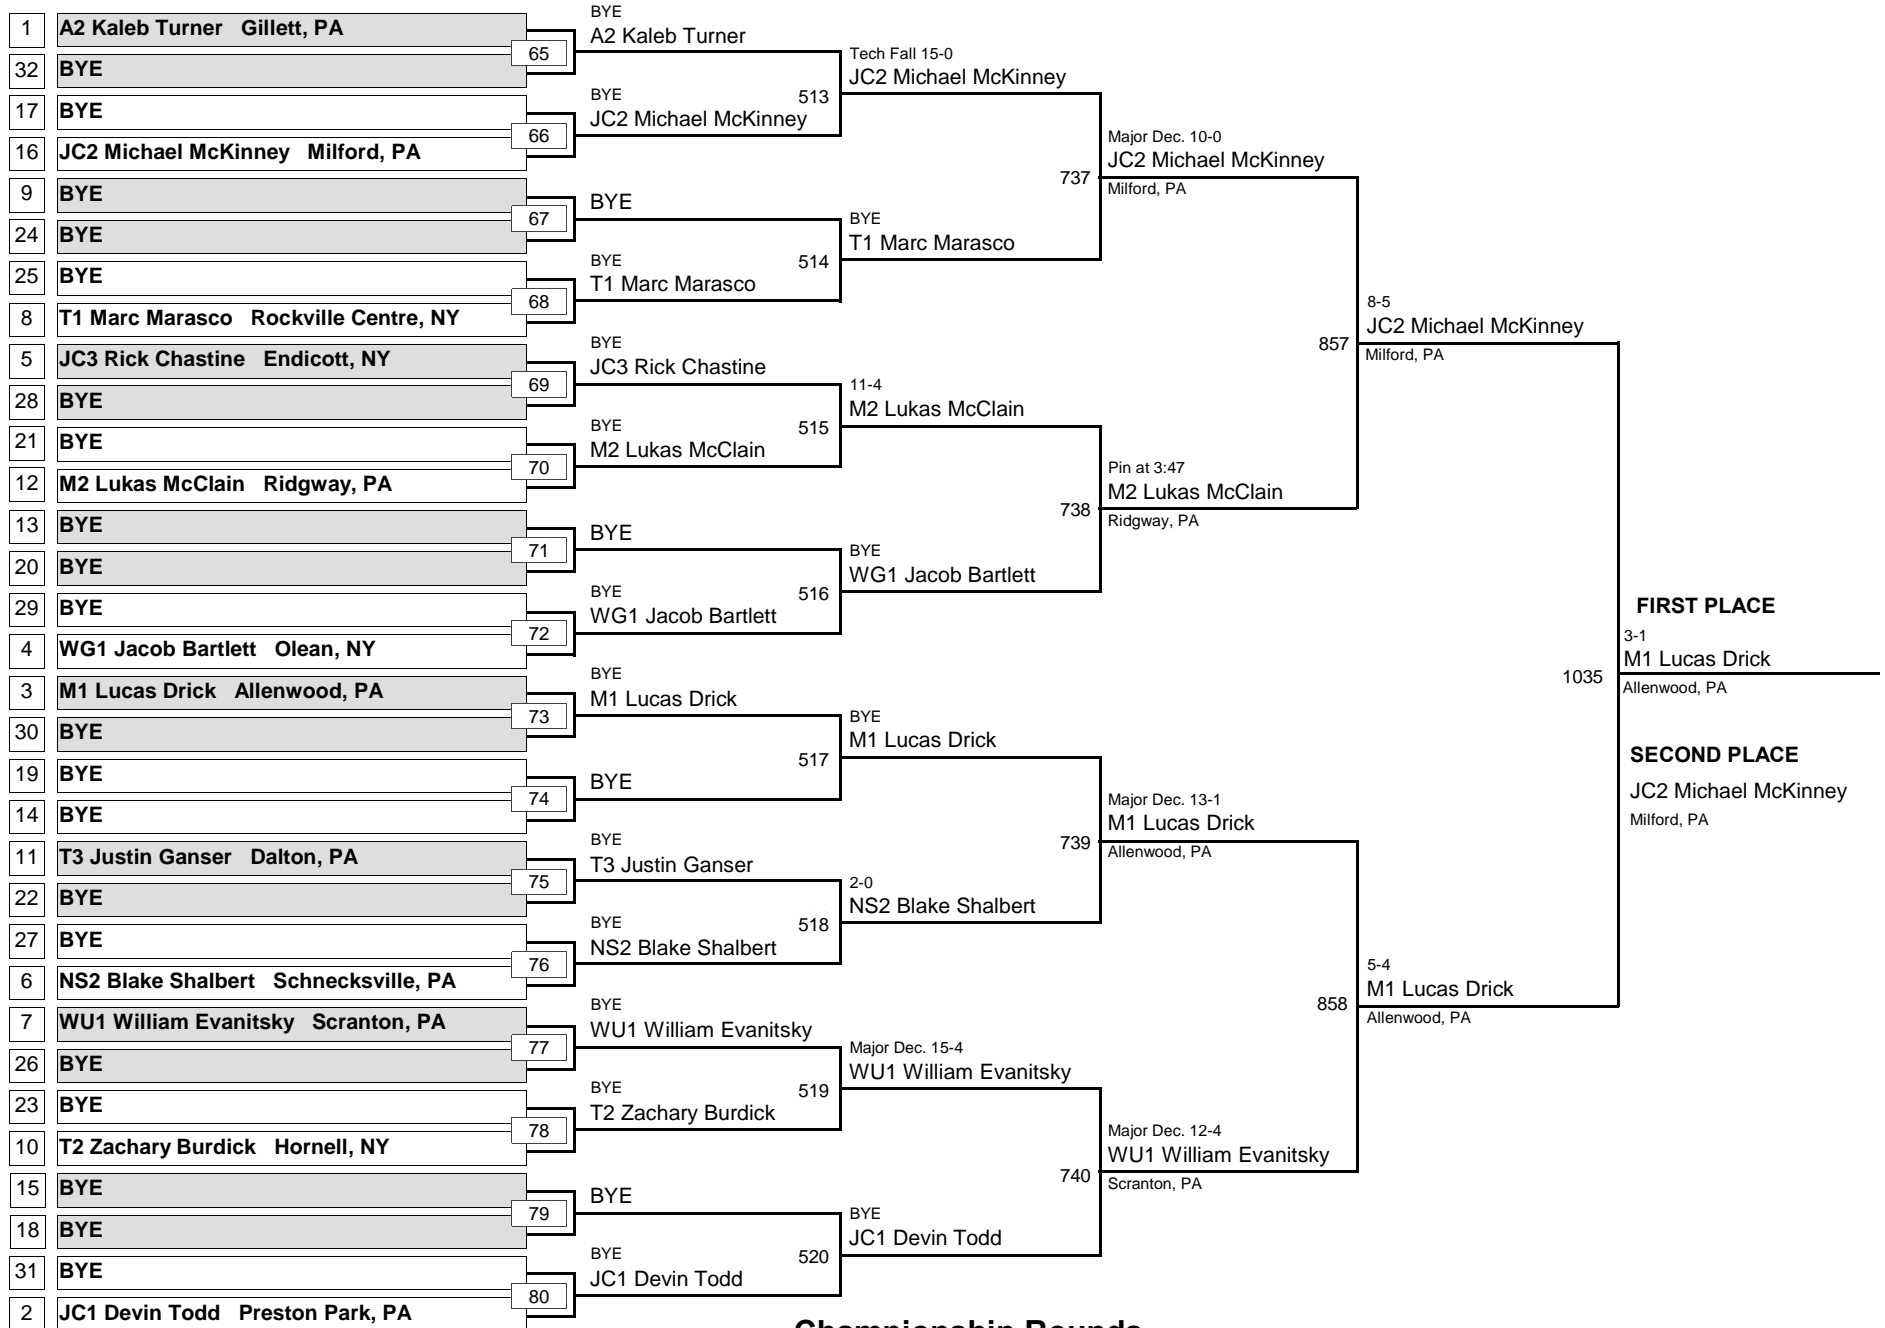 1 A2 Kaleb Turner Gillett, PA
32 BYE
17 BYE
16 JC2 Michael McKinney Milford, PA
9 BYE
24 BYE
25 BYE
8 T1 Marc Marasco Rockville Centre, NY
5 JC3 Rick Chastine Endicott, NY
28 BYE
21 BYE
12 M2 Lukas McClain Ridgway, PA
13 BYE
20 BYE
29 BYE
4 WG1 Jacob Bartlett Olean, NY
3 M1 Lucas Drick Allenwood, PA
30 BYE
19 BYE
14 BYE
11 T3 Justin Ganser Dalton, PA
22 BYE
27 BYE
6 NS2 Blake Shalbert Schnecksville, PA
7 WU1 William Evanitsky Scranton, PA
26 BYE
23 BYE
10 T2 Zachary Burdick Hornell, NY
15 BYE
18 BYE
31 BYE
2 JC1 Devin Todd Preston Park, PA
65
66
67
68
69
70
71
72
73
74
75
76
77
78
79
80
BYE
A2 Kaleb Turner
BYE
JC2 Michael McKinney
BYE
BYE
T1 Marc Marasco
BYE
JC3 Rick Chastine
BYE
M2 Lukas McClain
BYE
BYE
WG1 Jacob Bartlett
BYE
M1 Lucas Drick
BYE
BYE
T3 Justin Ganser
BYE
NS2 Blake Shalbert
BYE
WU1 William Evanitsky
BYE
T2 Zachary Burdick
BYE
BYE
JC1 Devin Todd
513
514
515
516
517
518
519
520
Tech Fall 15-0
JC2 Michael McKinney
BYE
T1 Marc Marasco
11-4
M2 Lukas McClain
BYE
WG1 Jacob Bartlett
BYE
M1 Lucas Drick
2-0
NS2 Blake Shalbert
Major Dec. 15-4
WU1 William Evanitsky
BYE
JC1 Devin Todd
737
738
739
740
Major Dec. 10-0
JC2 Michael McKinney
Milford, PA
Pin at 3:47
M2 Lukas McClain
Ridgway, PA
Major Dec. 13-1
M1 Lucas Drick
Allenwood, PA
Major Dec. 12-4
WU1 William Evanitsky
Scranton, PA
857
858
8-5
JC2 Michael McKinney
Milford, PA
5-4
M1 Lucas Drick
Allenwood, PA
1035
FIRST PLACE
3-1
M1 Lucas Drick
Allenwood, PA
SECOND PLACE
JC2 Michael McKinney
Milford, PA
Championship Rounds